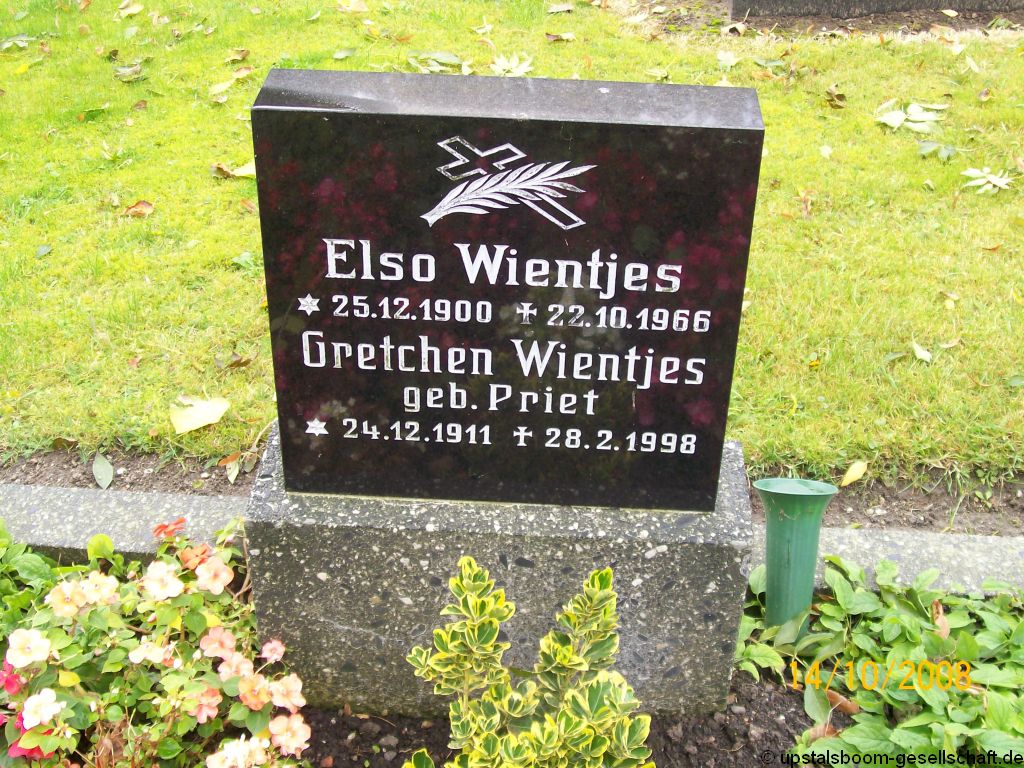 Elso Wientjes
✡ 25.12.1900 ✝ 22.10.1966
Gretchen Wientjes
geb. Priet
✡ 24.12.1911 ✝ 28.2.1998
14/10/2008
© upstalsboom-gesellschaft.de